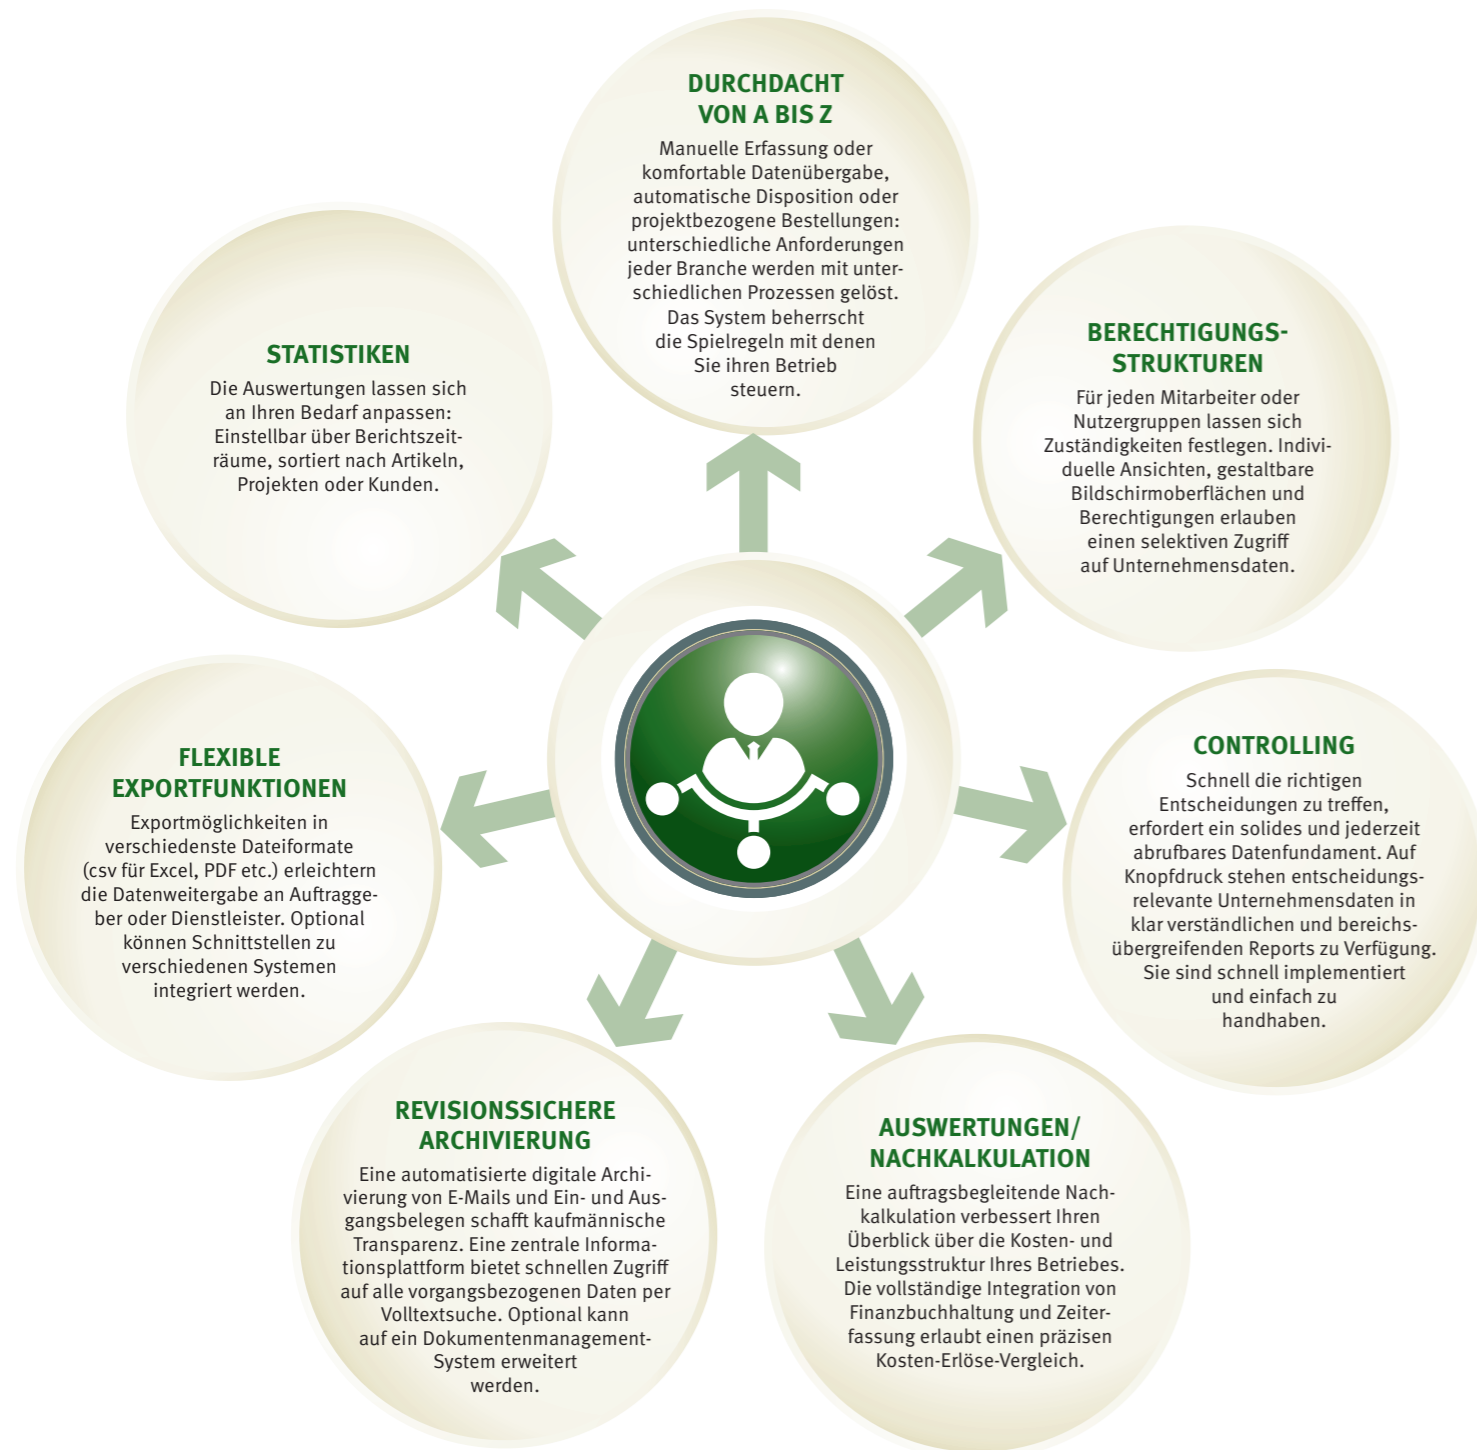 DURCHDACHT
VON A BIS Z
Manuelle Erfassung oder
komfortable Datenübergabe,
automatische Disposition oder
projektbezogene Bestellungen:
unterschiedliche Anforderungen
jeder Branche werden mit unter-
schiedlichen Prozessen gelöst.
Das System beherrscht
die Spielregeln mit denen
Sie ihren Betrieb
steuern.
BERECHTIGUNGS-
STRUKTUREN
Für jeden Mitarbeiter oder
Nutzergruppen lassen sich
Zuständigkeiten festlegen. Indivi-
duelle Ansichten, gestaltbare
Bildschirmoberflächen und
Berechtigungen erlauben
einen selektiven Zugriff
auf Unternehmensdaten.
CONTROLLING
Schnell die richtigen
Entscheidungen zu treffen,
erfordert ein solides und jederzeit
abrufbares Datenfundament. Auf
Knopfdruck stehen entscheidungs-
relevante Unternehmensdaten in
klar verständlichen und bereichs-
übergreifenden Reports zu Verfügung.
Sie sind schnell implementiert
und einfach zu
handhaben.
AUSWERTUNGEN/
NACHKALKULATION
Eine auftragsbegleitende Nach-
kalkulation verbessert Ihren
Überblick über die Kosten- und
Leistungsstruktur Ihres Betriebes.
Die vollständige Integration von
Finanzbuchhaltung und Zeiter-
fassung erlaubt einen präzisen
Kosten-Erlöse-Vergleich.
REVISIONSSICHERE
ARCHIVIERUNG
Eine automatisierte digitale Archi-
vierung von E-Mails und Ein- und Aus-
gangsbelegen schafft kaufmännische
Transparenz. Eine zentrale Informa-
tionsplattform bietet schnellen Zugriff
auf alle vorgangsbezogenen Daten per
Volltextsuche. Optional kann
auf ein Dokumentenmanagement-
System erweitert
werden.
FLEXIBLE
EXPORTFUNKTIONEN
Exportmöglichkeiten in
verschiedenste Dateiformate
(csv für Excel, PDF etc.) erleichtern
die Datenweitergabe an Auftragge-
ber oder Dienstleister. Optional
können Schnittstellen zu
verschiedenen Systemen
integriert werden.
STATISTIKEN
Die Auswertungen lassen sich
an Ihren Bedarf anpassen:
Einstellbar über Berichtszeit-
räume, sortiert nach Artikeln,
Projekten oder Kunden.